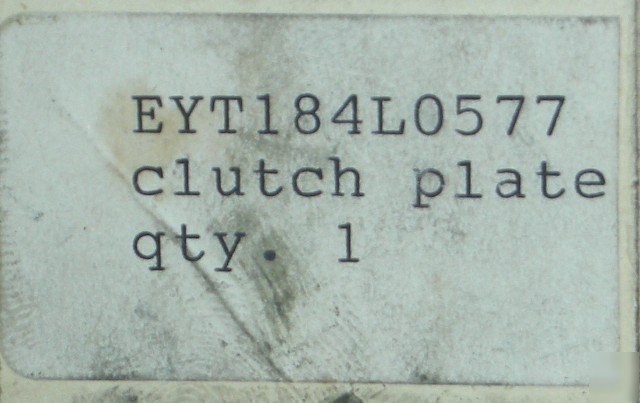 EYT184L0577
clutch plate
qty. 1